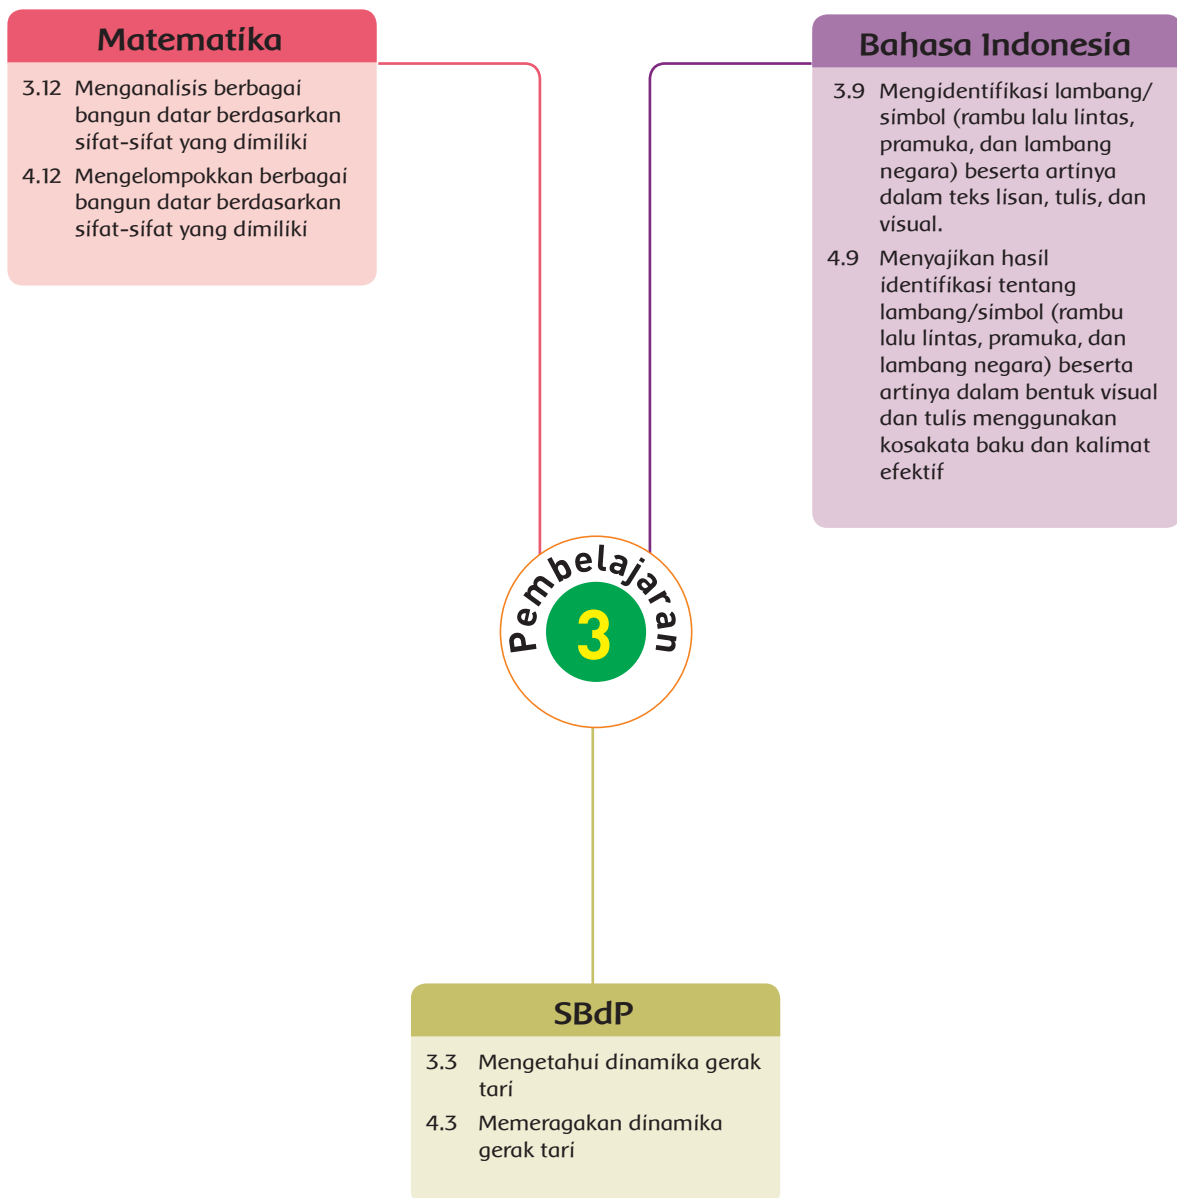 Matematika
3.12 Menganalisis berbagai
bangun datar berdasarkan
sifat-sifat yang dimiliki
4.12 Mengelompokkan berbagai
bangun datar berdasarkan
sifat-sifat yang dimiliki
Bahasa Indonesia
3.9 Mengidentifikasi lambang/
simbol (rambu lalu lintas,
pramuka, dan lambang
negara) beserta artinya
dalam teks lisan, tulis, dan
visual.
4.9 Menyajikan hasil
identifikasi tentang
lambang/simbol (rambu
lalu lintas, pramuka, dan
lambang negara) beserta
artinya dalam bentuk visual
dan tulis menggunakan
kosakata baku dan kalimat
efektif
Pembelajaran
3
SBdP
3.3 Mengetahui dinamika gerak
tari
4.3 Memeragakan dinamika
gerak tari